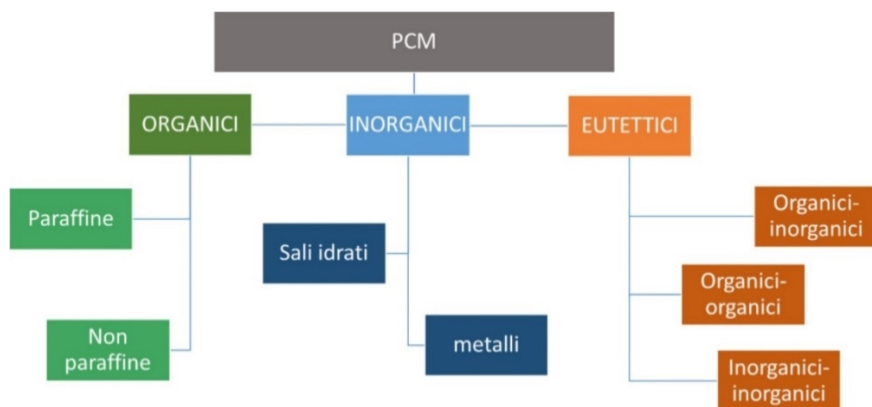 PCM
ORGANICI
INORGANICI
EUTETTICI
Paraffine
Non
paraffine
Sali idrati
metalli
Organici-
inorganici
Organici-
organici
Inorganici-
inorganici